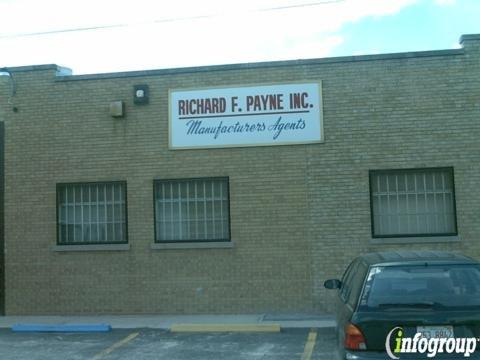 RICHARD F. PAYNE INC.
Manufacturers Agents
infogroup